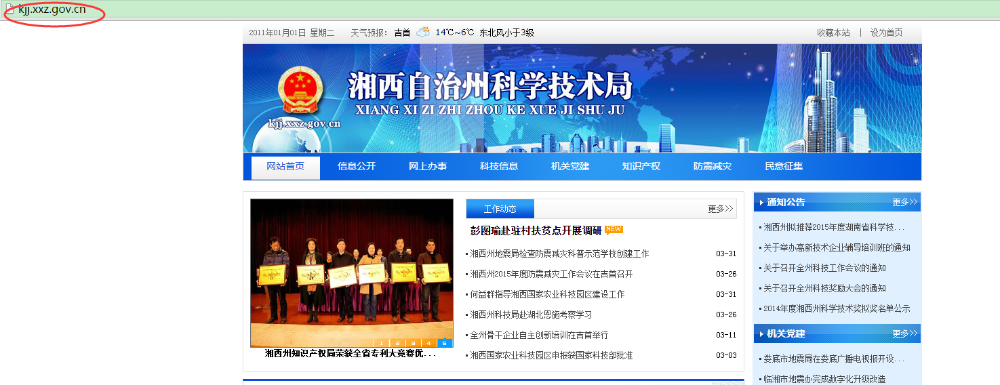 kjj.xxz.gov.cn
2011年01月01日 星期二 天气预报： 吉首 14℃~6℃ 东北风小于3级 收藏本站 | 设为首页
湘西自治州科学技术局
XIANG XI ZI ZHI ZHOU KE XUE JI SHU JU
kjj.xxz.gov.cn
网站首页 信息公开 网上办事 科技信息 机关党建 知识产权 防震减灾 民意征集
1 2 3 4 5
湘西州知识产权局荣获全省专利大竞赛优...
工作动态 更多>>
彭图瑜赴驻村扶贫点开展调研 NEW
湘西州地震局检查防震减灾科普示范学校创建工作 03-31
湘西州2015年度防震减灾工作会议在吉首召开 03-26
何益群指导湘西国家农业科技园区建设工作 03-31
湘西州科技局赴湖北恩施考察学习 03-26
全州骨干企业自主创新培训在吉首举行 03-11
湘西国家农业科技园区申报获国家科技部批准 03-03
通知公告 更多>>
湘西州拟推荐2015年度湖南省科学技...
关于举办高新技术企业辅导培训班的通知
关于召开全州科技工作会议的通知
关于召开全州科技奖励大会的通知
2014年度湘西州科学技术奖拟奖名单公示
机关党建 更多>>
娄底市地震局在娄底广播电视报开设...
临湘市地震办完成数字化升级改造